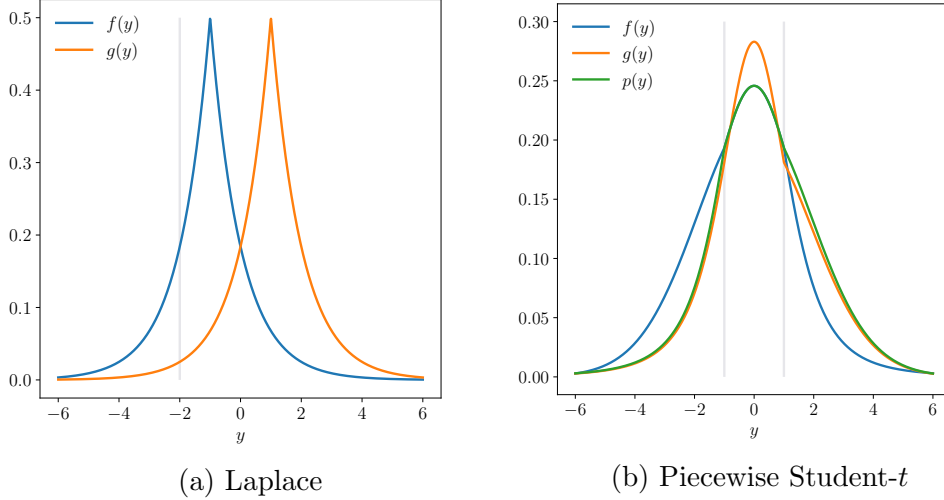 f(y)
g(y)
0.5
0.4
0.3
0.2
0.1
0.0
−6 −4 −2 0 2 4 6
y
(a) Laplace
f(y)
g(y)
p(y)
0.30
0.25
0.20
0.15
0.10
0.05
0.00
−6 −4 −2 0 2 4 6
y
(b) Piecewise Student-t